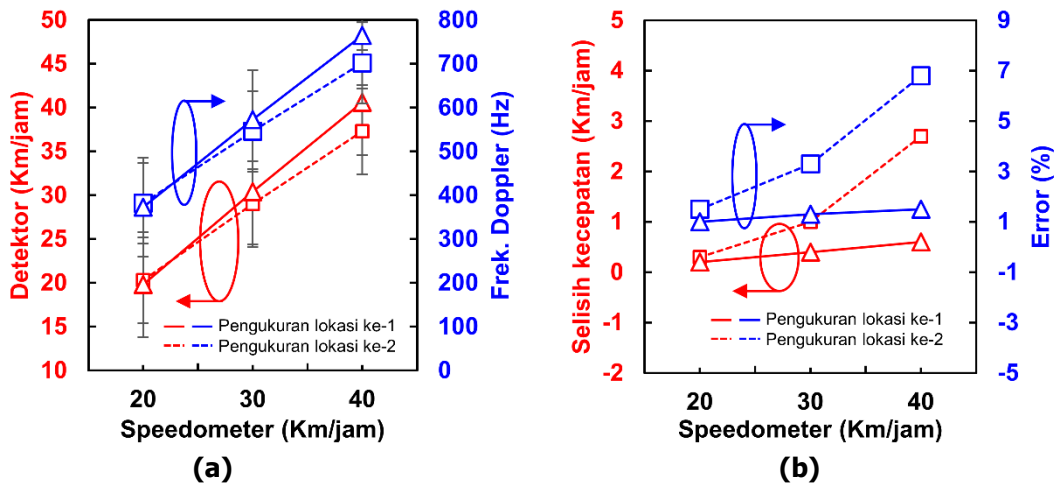 50
45
40
35
30
25
20
15
10
Detektor (Km/jam)
800
700
600
500
400
300
200
100
0
Frek. Doppler (Hz)
Pengukuran lokasi ke-1
Pengukuran lokasi ke-2
20 30 40
Speedometer (Km/jam)
(a)
5
4
3
2
1
0
-1
-2
Selisih kecepatan (Km/jam)
9
7
5
3
1
-1
-3
-5
Error (%)
Pengukuran lokasi ke-1
Pengukuran lokasi ke-2
20 30 40
Speedometer (Km/jam)
(b)